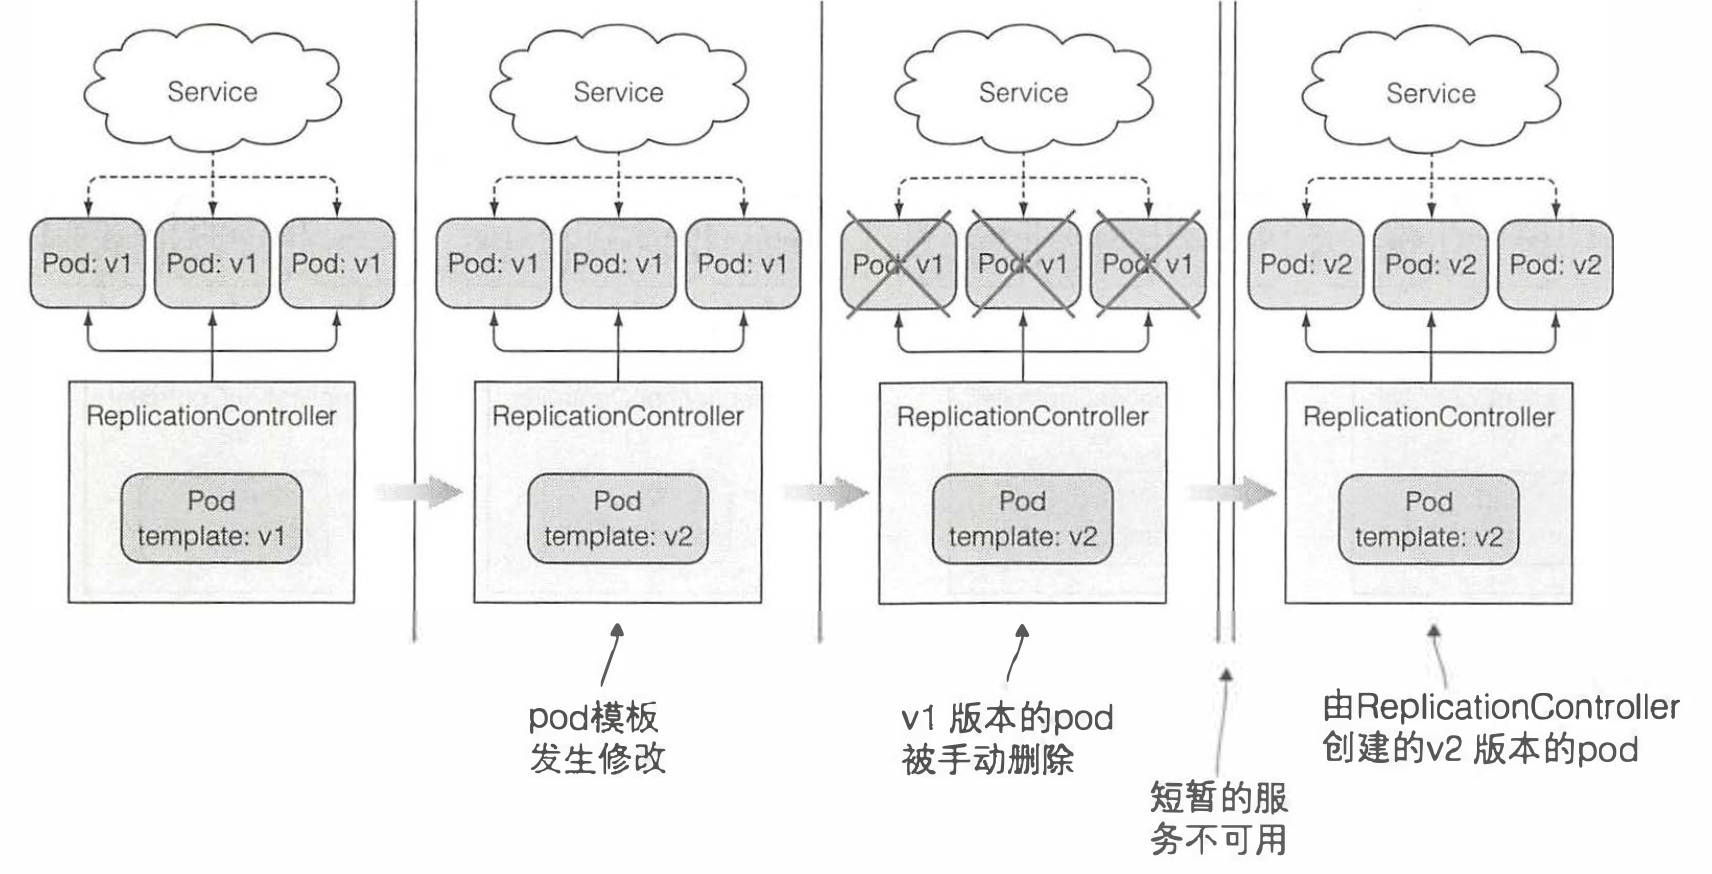 Service
Pod: v1
Pod: v1
Pod: v1
ReplicationController
Pod
template: v1
Service
Pod: v1
Pod: v1
Pod: v1
ReplicationController
Pod
template: v2
pod模板
发生修改
Service
Pod: v1
Pod: v1
Pod: v1
ReplicationController
Pod
template: v2
v1 版本的pod
被手动删除
短暂的服
务不可用
Service
Pod: v2
Pod: v2
Pod: v2
ReplicationController
Pod
template: v2
由ReplicationController
创建的v2 版本的pod